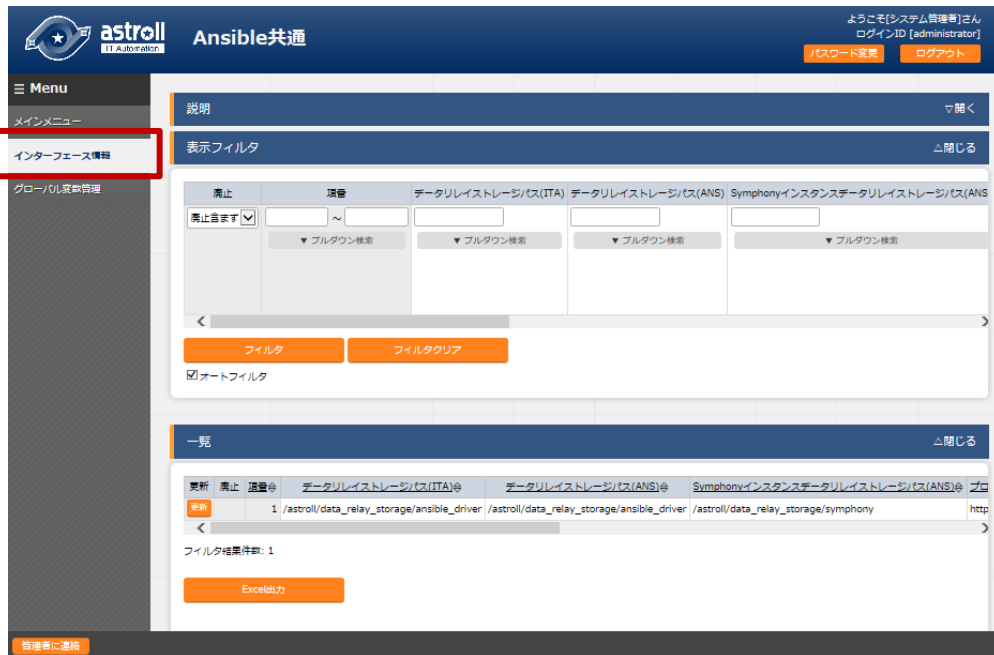 astroll
IT Automation
Ansible共通
ようこそ[システム管理者]さん
ログインID [administrator]
パスワード変更 ログアウト
☰ Menu
メインメニュー
インターフェース情報
グローバル変数管理
説明 ▽開く
表示フィルタ △閉じる
廃止 項番 データリレイストレージパス(ITA) データリレイストレージパス(ANS) Symphonyインスタンスデータリレイストレージパス(ANS
廃止含まず ～
▼ プルダウン検索 ▼ プルダウン検索 ▼ プルダウン検索 ▼ プルダウン検索
フィルタ フィルタクリア
オートフィルタ
一覧 △閉じる
更新 廃止 項番 データリレイストレージパス(ITA) データリレイストレージパス(ANS) Symphonyインスタンスデータリレイストレージパス(ANS) プロ
更新 1 /astroll/data_relay_storage/ansible_driver /astroll/data_relay_storage/ansible_driver /astroll/data_relay_storage/symphony http
フィルタ結果件数: 1
Excel出力
管理者に連絡